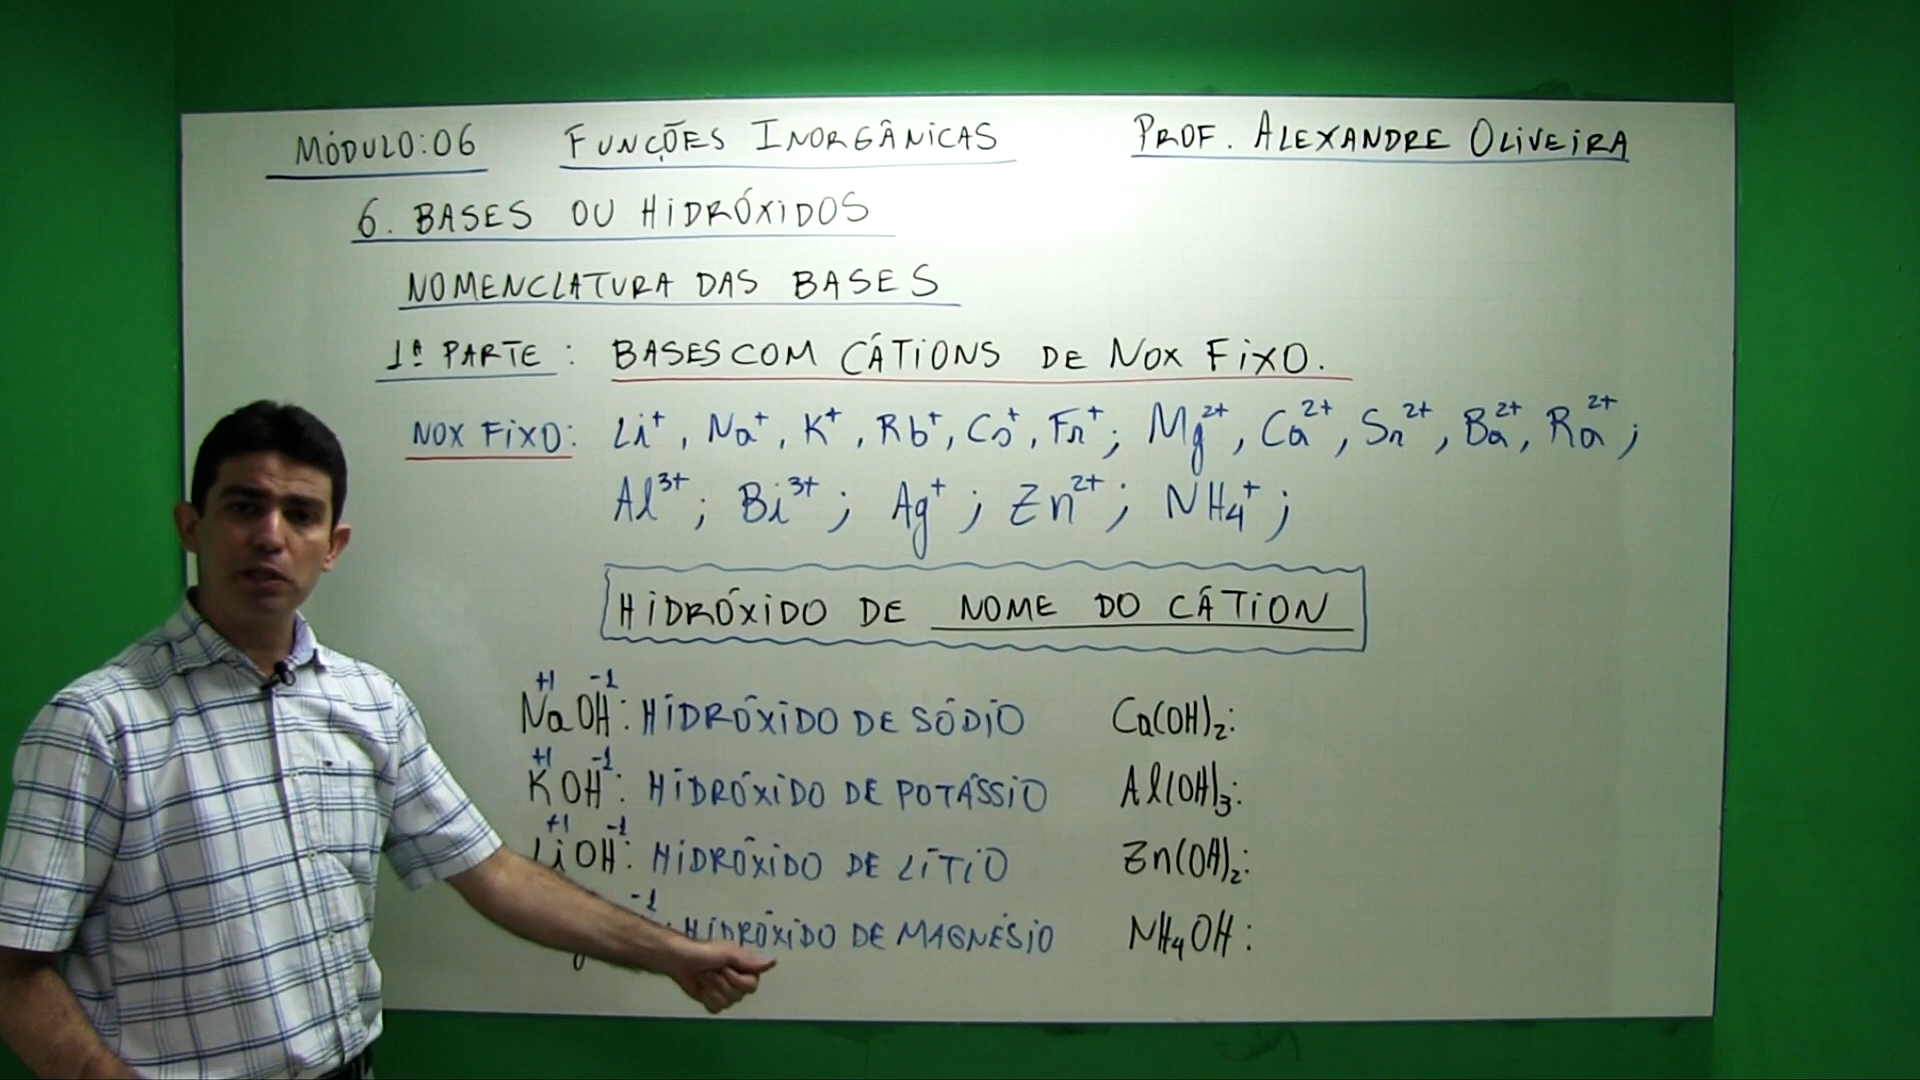 MÓDULO: 06 FUNÇÕES INORGÂNICAS PROF. ALEXANDRE OLIVEIRA
6. BASES OU HIDRÓXIDOS
NOMENCLATURA DAS BASES
1ª PARTE: BASES COM CÁTIONS DE NOX FIXO.
NOX FIXO: Li⁺, Na⁺, K⁺, Rb⁺, Cs⁺, Fr⁺; Mg²⁺, Ca²⁺, Sr²⁺, Ba²⁺, Ra²⁺;
Al³⁺; Bi³⁺; Ag⁺; Zn²⁺; NH₄⁺;
HIDRÓXIDO DE NOME DO CÁTION
+1 -1
NaOH: HIDRÓXIDO DE SÓDIO Ca(OH)₂:
+1 -1
KOH: HIDRÓXIDO DE POTÁSSIO Al(OH)₃:
+1 -1
LiOH: HIDRÓXIDO DE LÍTIO Zn(OH)₂:
-1
HIDRÓXIDO DE MAGNÉSIO NH₄OH: